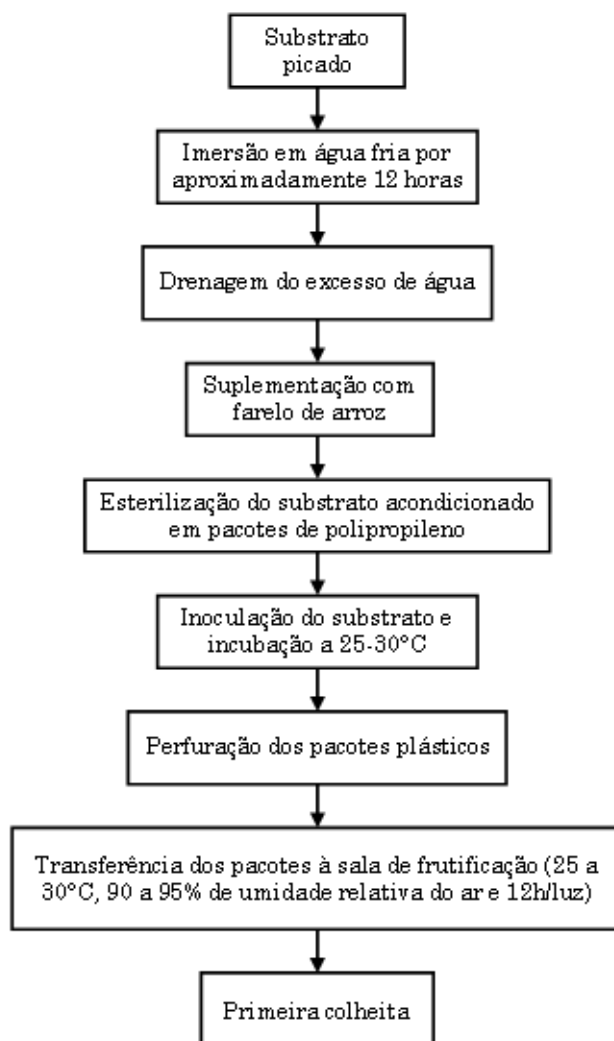 Substrato
picado
Imersão em água fria por
aproximadamente 12 horas
Drenagem do excesso de água
Suplementação com
farelo de arroz
Esterilização do substrato acondicionado
em pacotes de polipropileno
Inoculação do substrato e
incubação a 25-30°C
Perfuração dos pacotes plásticos
Transferência dos pacotes à sala de frutificação (25 a
30°C, 90 a 95% de umidade relativa do ar e 12h/luz)
Primeira colheita